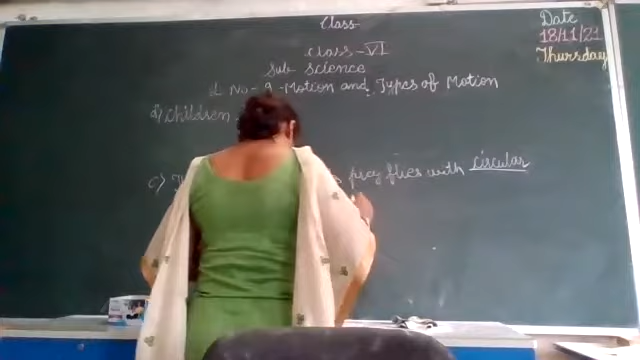 Class
Date
18/11/21
Thursday
Class-VI
Sub Science
L No- 9 -Motion and Types of Motion
d) Children
c)
prey flies with circular